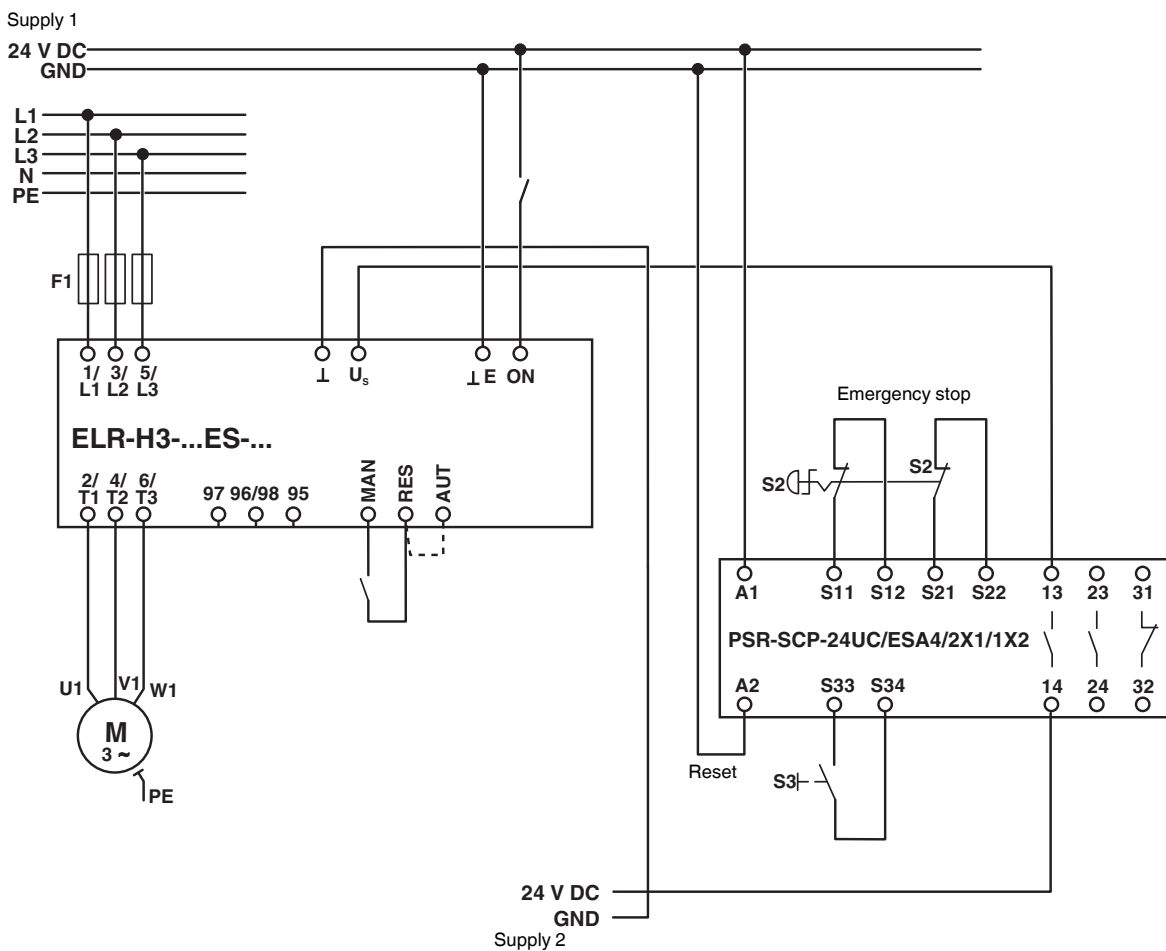 Supply 1
24 V DC
GND
L1
L2
L3
N
PE
F1
1/ 3/ 5/
L1 L2 L3
⊥ Us ⊥ E ON
ELR-H3-...ES-...
2/ 4/ 6/
T1 T2 T3
97 96/98 95
MAN RES AUT
U1 V1 W1
M
3 ~
PE
Emergency stop
S2 S2
A1 S11 S12 S21 S22 13 23 31
PSR-SCP-24UC/ESA4/2X1/1X2
A2 S33 S34 14 24 32
Reset
S3
24 V DC
GND
Supply 2